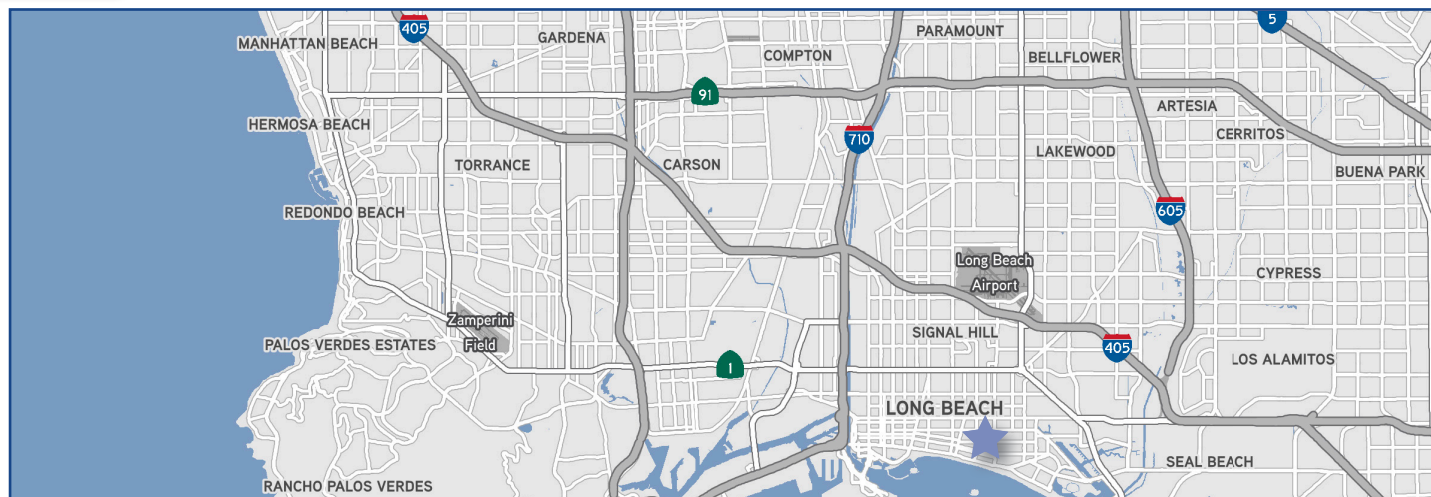 5
405
PARAMOUNT
GARDENA
MANHATTAN BEACH
COMPTON
BELLFLOWER
91
ARTESIA
HERMOSA BEACH
CERRITOS
710
LAKEWOOD
TORRANCE
CARSON
BUENA PARK
REDONDO BEACH
605
Long Beach
Airport
CYPRESS
Zamperini
Field
SIGNAL HILL
PALOS VERDES ESTATES
405
LOS ALAMITOS
1
LONG BEACH
SEAL BEACH
RANCHO PALOS VERDES